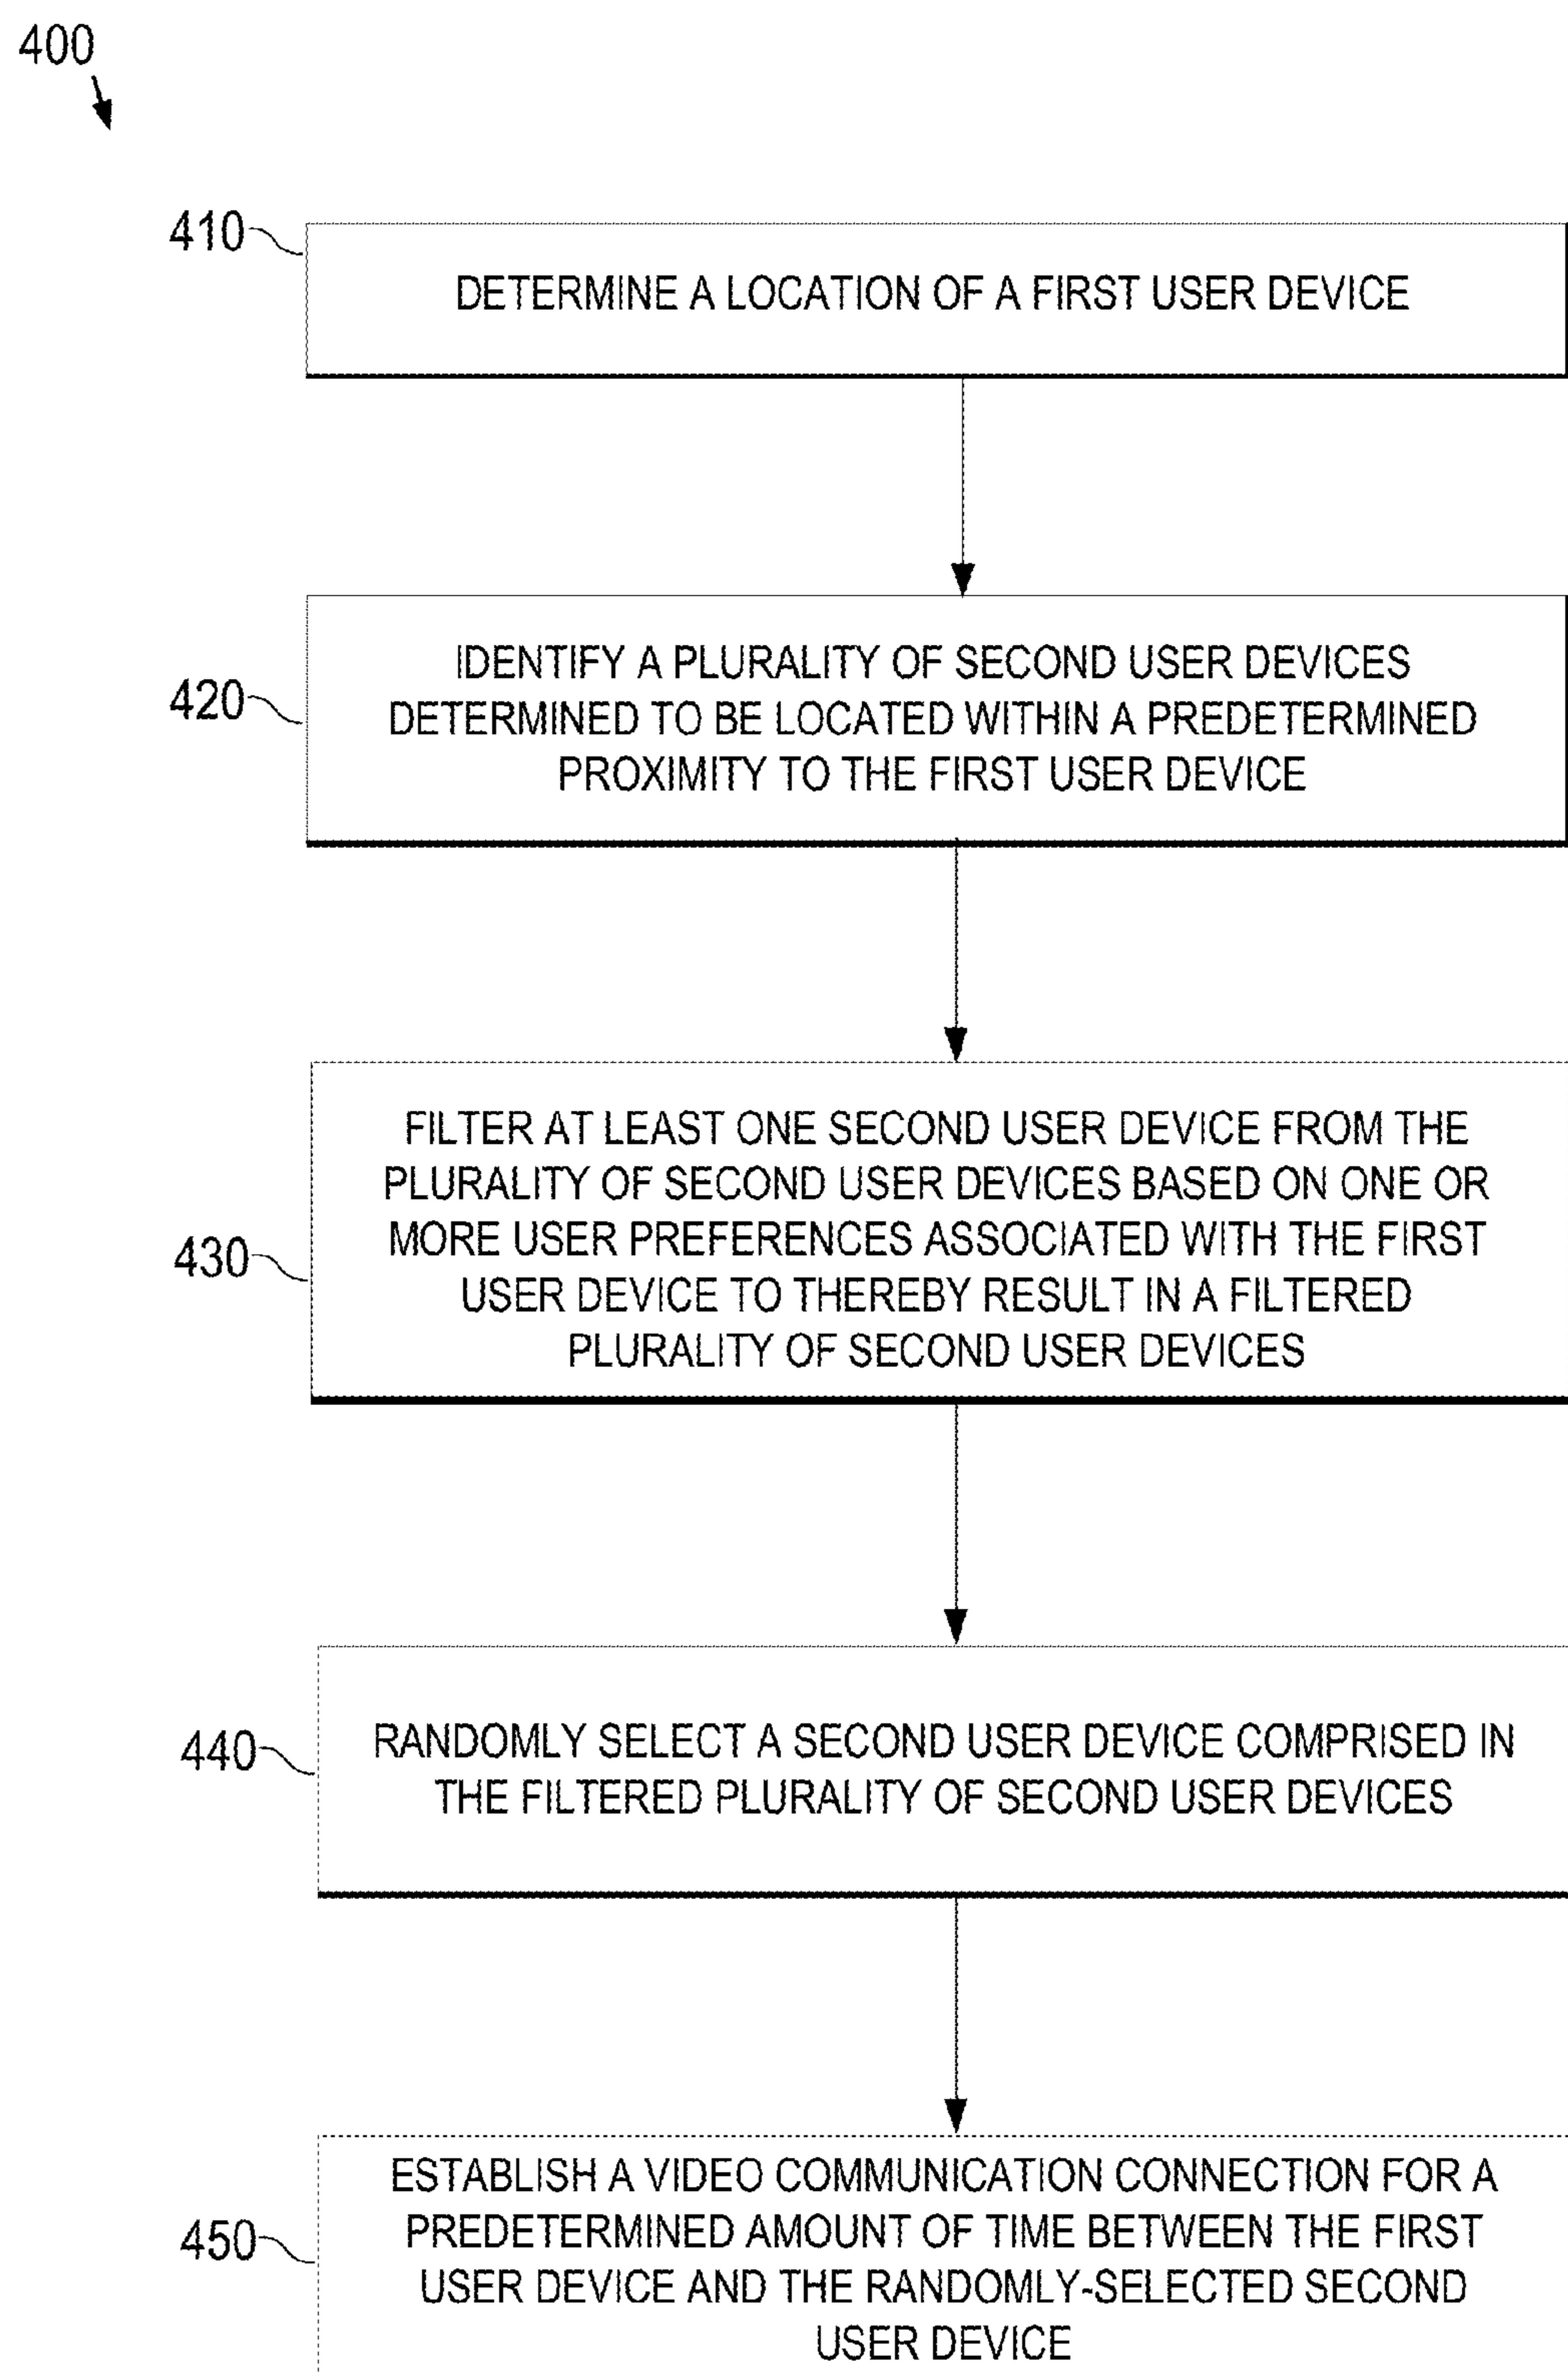 400
410
DETERMINE A LOCATION OF A FIRST USER DEVICE
420
IDENTIFY A PLURALITY OF SECOND USER DEVICES
DETERMINED TO BE LOCATED WITHIN A PREDETERMINED
PROXIMITY TO THE FIRST USER DEVICE
430
FILTER AT LEAST ONE SECOND USER DEVICE FROM THE
PLURALITY OF SECOND USER DEVICES BASED ON ONE OR
MORE USER PREFERENCES ASSOCIATED WITH THE FIRST
USER DEVICE TO THEREBY RESULT IN A FILTERED
PLURALITY OF SECOND USER DEVICES
440
RANDOMLY SELECT A SECOND USER DEVICE COMPRISED IN
THE FILTERED PLURALITY OF SECOND USER DEVICES
450
ESTABLISH A VIDEO COMMUNICATION CONNECTION FOR A
PREDETERMINED AMOUNT OF TIME BETWEEN THE FIRST
USER DEVICE AND THE RANDOMLY-SELECTED SECOND
USER DEVICE